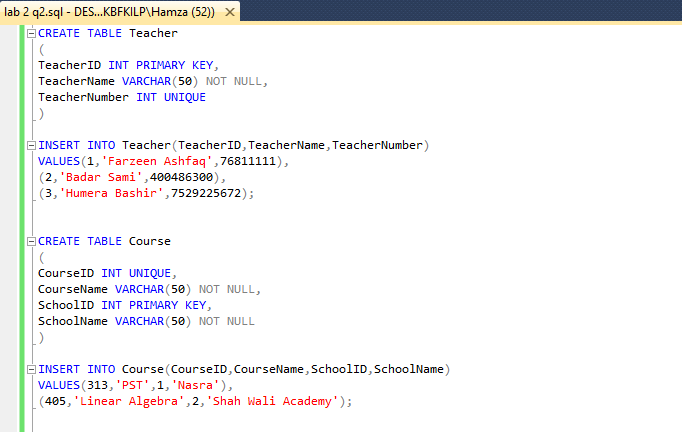 lab 2 q2.sql - DES...KBFKILP\Hamza (52))
CREATE TABLE Teacher
(
TeacherID INT PRIMARY KEY,
TeacherName VARCHAR(50) NOT NULL,
TeacherNumber INT UNIQUE
)
INSERT INTO Teacher(TeacherID,TeacherName,TeacherNumber)
VALUES(1,'Farzeen Ashfaq',76811111),
(2,'Badar Sami',400486300),
(3,'Humera Bashir',7529225672);
CREATE TABLE Course
(
CourseID INT UNIQUE,
CourseName VARCHAR(50) NOT NULL,
SchoolID INT PRIMARY KEY,
SchoolName VARCHAR(50) NOT NULL
)
INSERT INTO Course(CourseID,CourseName,SchoolID,SchoolName)
VALUES(313,'PST',1,'Nasra'),
(405,'Linear Algebra',2,'Shah Wali Academy');